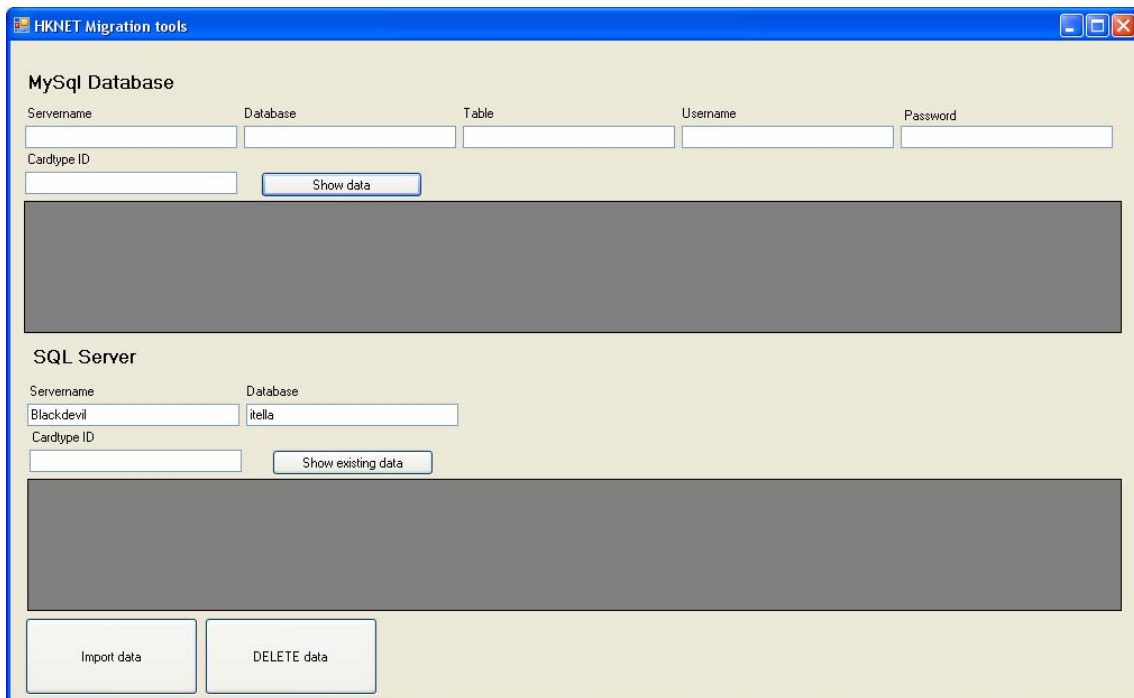 HKNET Migration tools
MySql Database
Servername Database Table Username Password
Cardtype ID
Show data
SQL Server
Servername Database
Blackdevil itella
Cardtype ID
Show existing data
Import data DELETE data